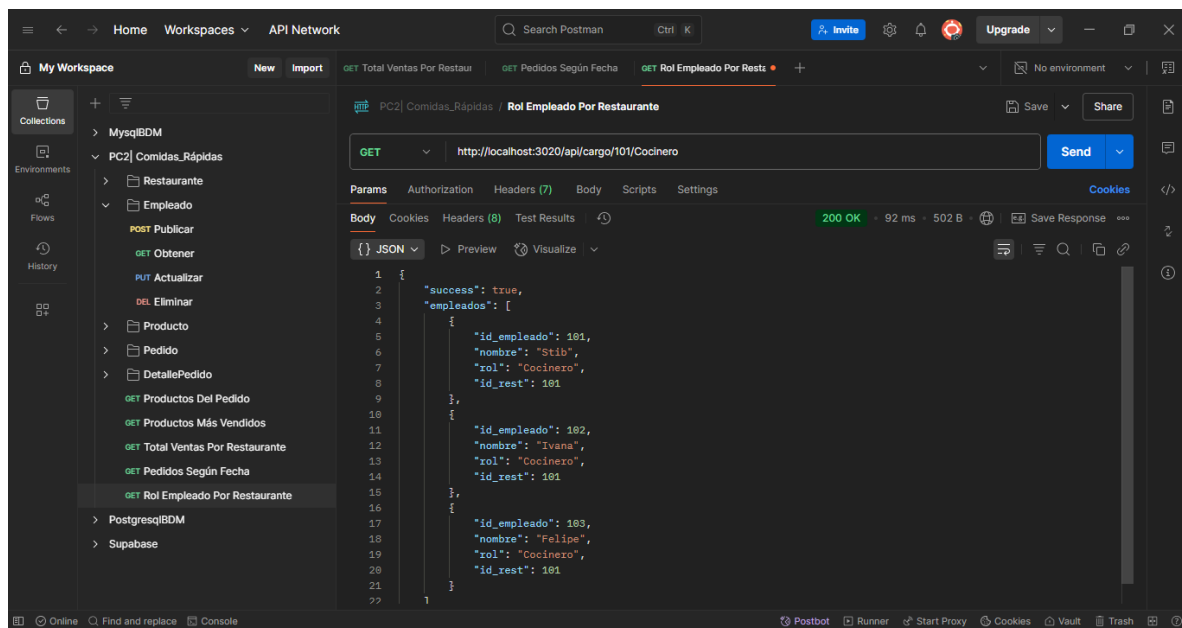 Home Workspaces API Network Search Postman Ctrl K Invite Upgrade
My Workspace New Import GET Total Ventas Por Restaur GET Pedidos Según Fecha GET Rol Empleado Por Resta No environment
Collections
Environments
Flows
History
MysqlBDM
PC2| Comidas_Rápidas
Restaurante
Empleado
POST Publicar
GET Obtener
PUT Actualizar
DEL Eliminar
Producto
Pedido
DetallePedido
GET Productos Del Pedido
GET Productos Más Vendidos
GET Total Ventas Por Restaurante
GET Pedidos Según Fecha
GET Rol Empleado Por Restaurante
PostgresqlBDM
Supabase
HTTP PC2| Comidas_Rápidas / Rol Empleado Por Restaurante Save Share
GET http://localhost:3020/api/cargo/101/Cocinero Send
Params Authorization Headers (7) Body Scripts Settings Cookies
Body Cookies Headers (8) Test Results 200 OK • 92 ms • 502 B • Save Response
{} JSON Preview Visualize
1 {
2 "success": true,
3 "empleados": [
4 {
5 "id_empleado": 101,
6 "nombre": "Stib",
7 "rol": "Cocinero",
8 "id_rest": 101
9 },
10 {
11 "id_empleado": 102,
12 "nombre": "Ivana",
13 "rol": "Cocinero",
14 "id_rest": 101
15 },
16 {
17 "id_empleado": 103,
18 "nombre": "Felipe",
19 "rol": "Cocinero",
20 "id_rest": 101
21 }
22 ]
Online Find and replace Console Postbot Runner Start Proxy Cookies Vault Trash